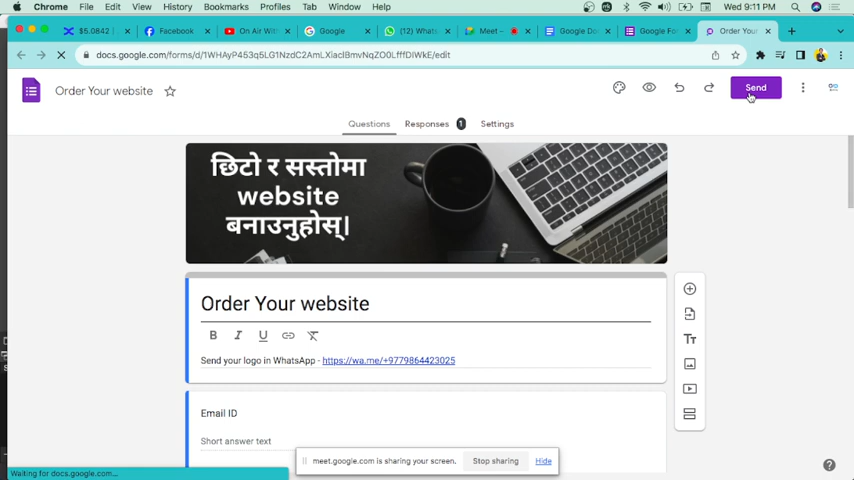 Chrome File Edit View History Bookmarks Profiles Tab Window Help Wed 9:11 PM
$5.0842 Facebook On Air With Google (12) Whats Meet – Google Do Google Fo Order You
docs.google.com/forms/d/1WHAyP453q5LG1NzC2AmLXiaclBmvNqZO0LfffDIWkE/edit
Order Your website
Send
Questions Responses 1 Settings
छिटो र सस्तोमा
website
बनाउनुहोस्।
Order Your website
B I U
Send your logo in WhatsApp - https://wa.me/+9779864423025
Email ID
Short answer text
meet.google.com is sharing your screen. Stop sharing Hide
Waiting for docs.google.com...